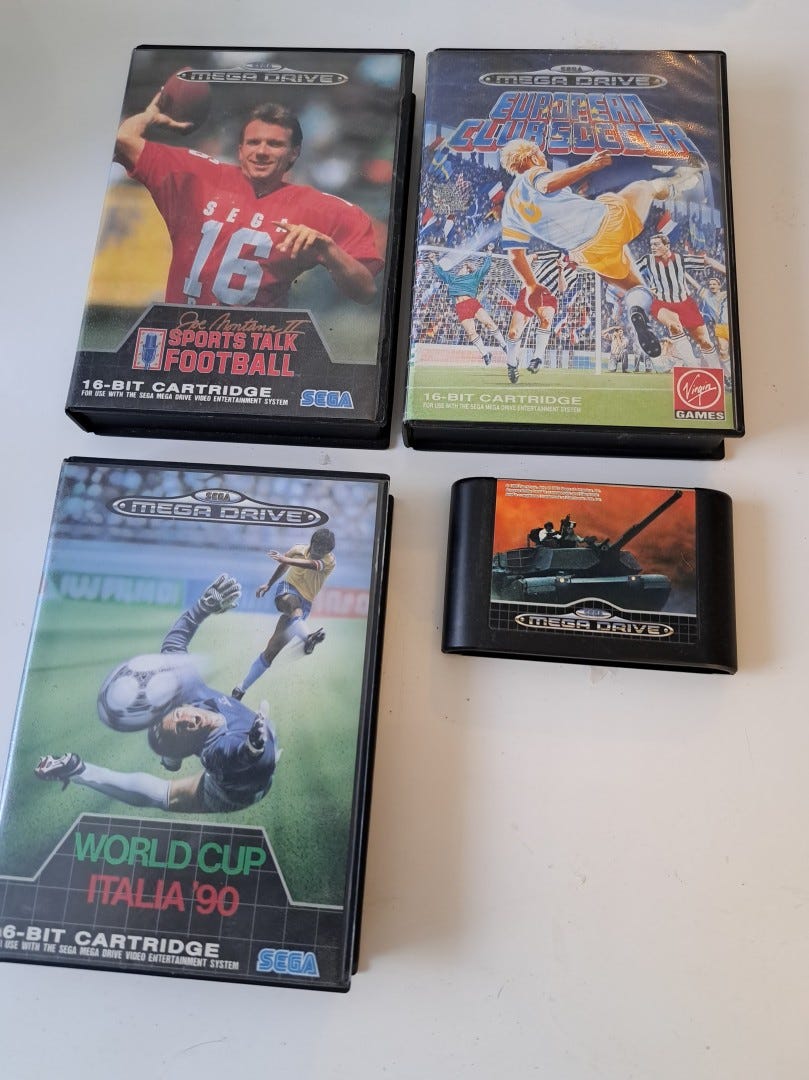 SEGA
MEGA DRIVE
SEGA
16
Joe Montana II
SPORTS TALK
FOOTBALL
16-BIT CARTRIDGE
FOR USE WITH THE SEGA MEGA DRIVE VIDEO ENTERTAINMENT SYSTEM
SEGA
SEGA
MEGA DRIVE
EUROPEAN
CLUB SOCCER
16-BIT CARTRIDGE
FOR USE WITH THE SEGA MEGA DRIVE ENTERTAINMENT SYSTEM
Virgin
GAMES
SEGA
MEGA DRIVE
WORLD CUP
ITALIA '90
6-BIT CARTRIDGE
USE WITH THE SEGA MEGA DRIVE VIDEO ENTERTAINMENT SYSTEM
SEGA
SEGA
MEGA DRIVE